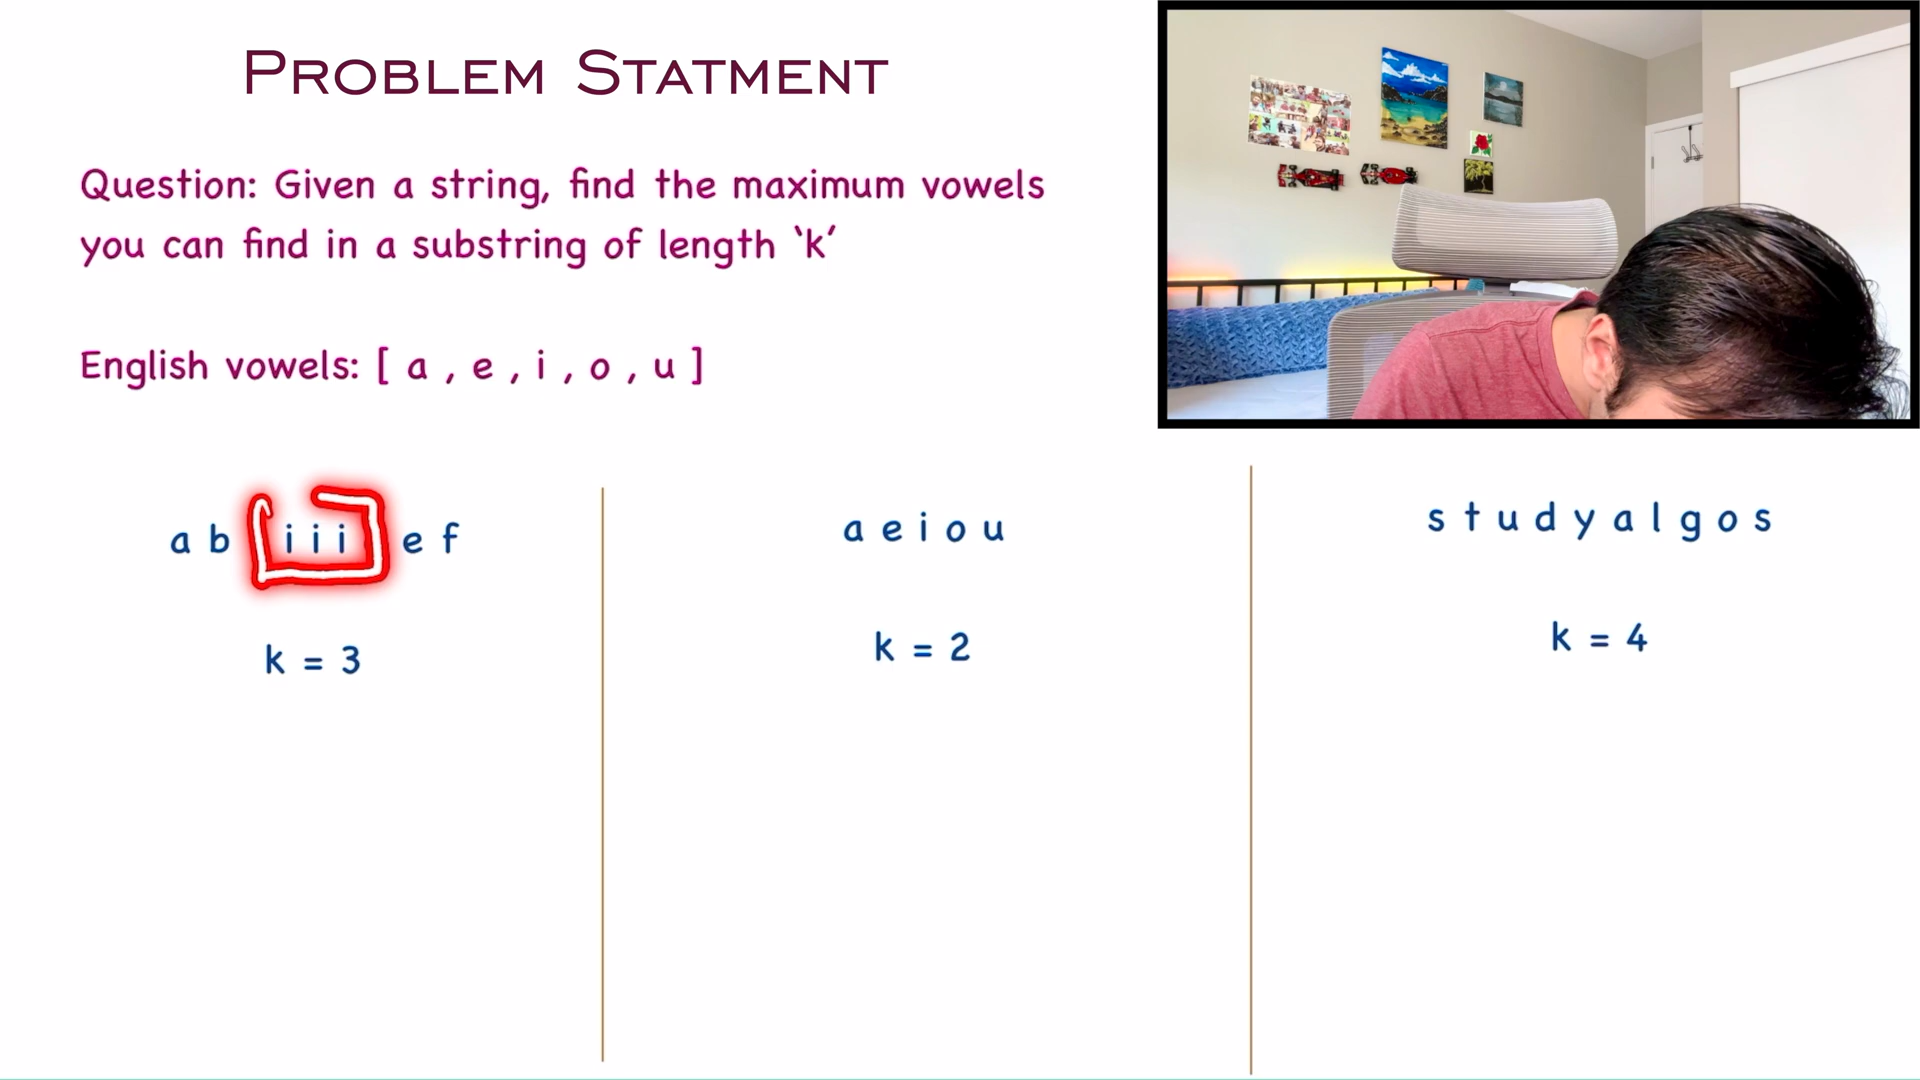 PROBLEM STATMENT
Question: Given a string, find the maximum vowels
you can find in a substring of length ‘k’
English vowels: [ a , e , i , o , u ]
a b i i i e f
k = 3
a e i o u
k = 2
s t u d y a l g o s
k = 4